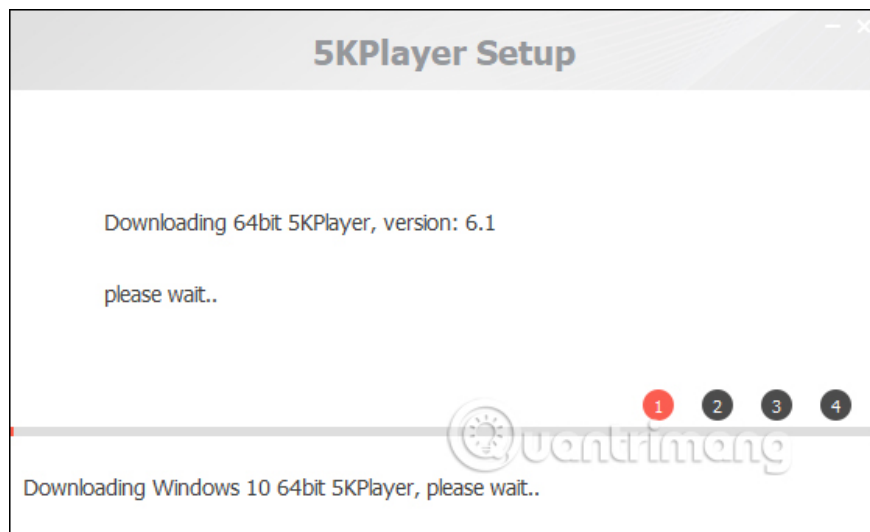 5KPlayer Setup
Downloading 64bit 5KPlayer, version: 6.1
please wait..
1 2 3 4
Quantrimang
Downloading Windows 10 64bit 5KPlayer, please wait..